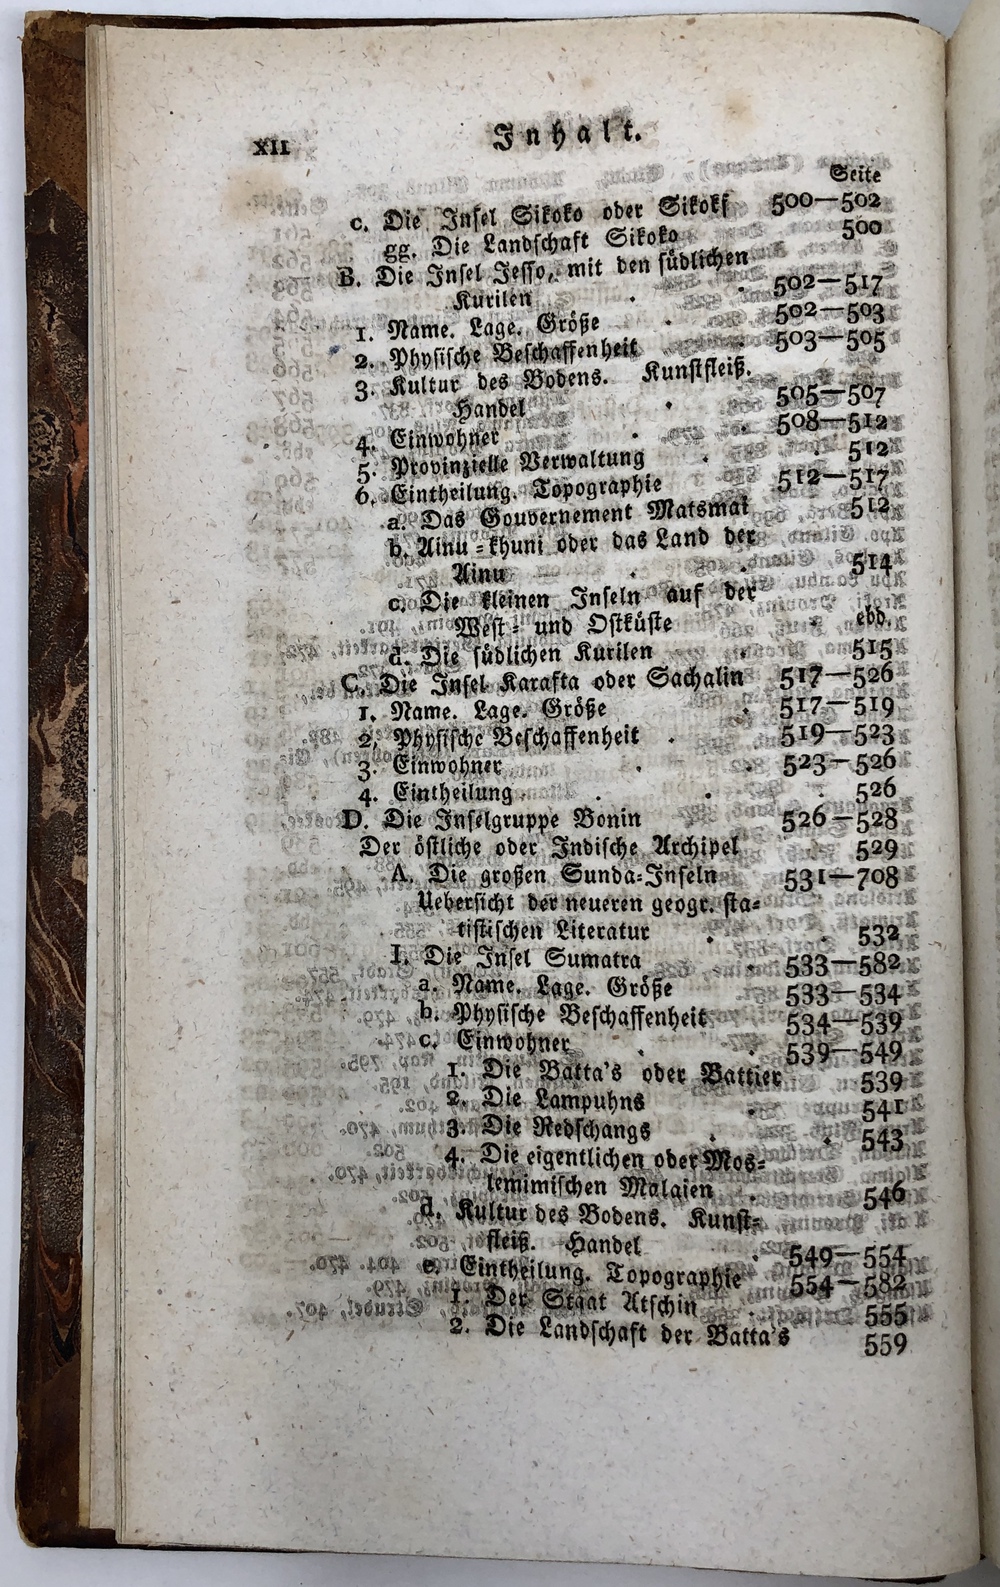 XII Inhalt.
Seite
c. Die Insel Sikoko oder Sikokf 500—502
gg. Die Landschaft Sikoko 500
B. Die Insel Jesso, mit den südlichen
Kurilen . . 502—517
1. Name. Lage. Größe . 502—503
2. Physische Beschaffenheit 503—505
3. Kultur des Bodens. Kunstfleiß.
Handel . 505—507
4. Einwohner . . 508—512
5. Provinzielle Verwaltung . . 512
6. Eintheilung. Topographie 512—517
a. Das Gouvernement Matsmai 512
b. Ainu-khuni oder das Land der
Ainu — . . 514
c. Die kleinen Inseln auf der
West- und Ostküste . ebd.
d. Die südlichen Kurilen 515
C. Die Insel Karafta oder Sachalin 517—526
1. Name. Lage. Größe . 517—519
2. Physische Beschaffenheit . 519—523
3. Einwohner . . 523—526
4. Eintheilung . . . 526
D. Die Inselgruppe Bonin 526—528
Der östliche oder Indische Archipel 529
A. Die großen Sunda-Inseln 531—708
Uebersicht der neueren geogr. sta-
tistischen Literatur . 532
I. Die Insel Sumatra . 533—582
a. Name. Lage. Größe 533—534
b. Physische Beschaffenheit 534—539
c. Einwohner . . 539—549
1. Die Batta's oder Battier 539
2. Die Lampuhns . 541
3. Die Redschangs . . 543
4. Die eigentlichen oder Mos-
lemimischen Malaien . 546
d. Kultur des Bodens. Kunst-
fleiß. Handel . 549—554
e. Eintheilung. Topographie 554—582
1. Der Staat Atschin . 555
2. Die Landschaft der Batta's 559